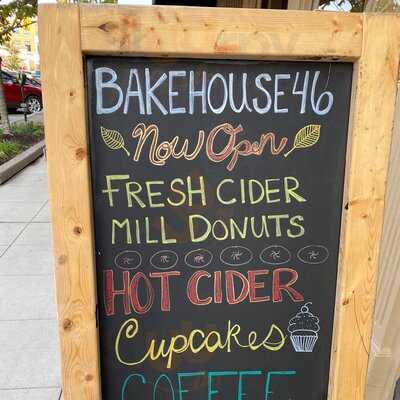 BAKEHOUSE46
Now Open
FRESH CIDER
MILL DONUTS
HOT CIDER
Cupcakes
COFFEE